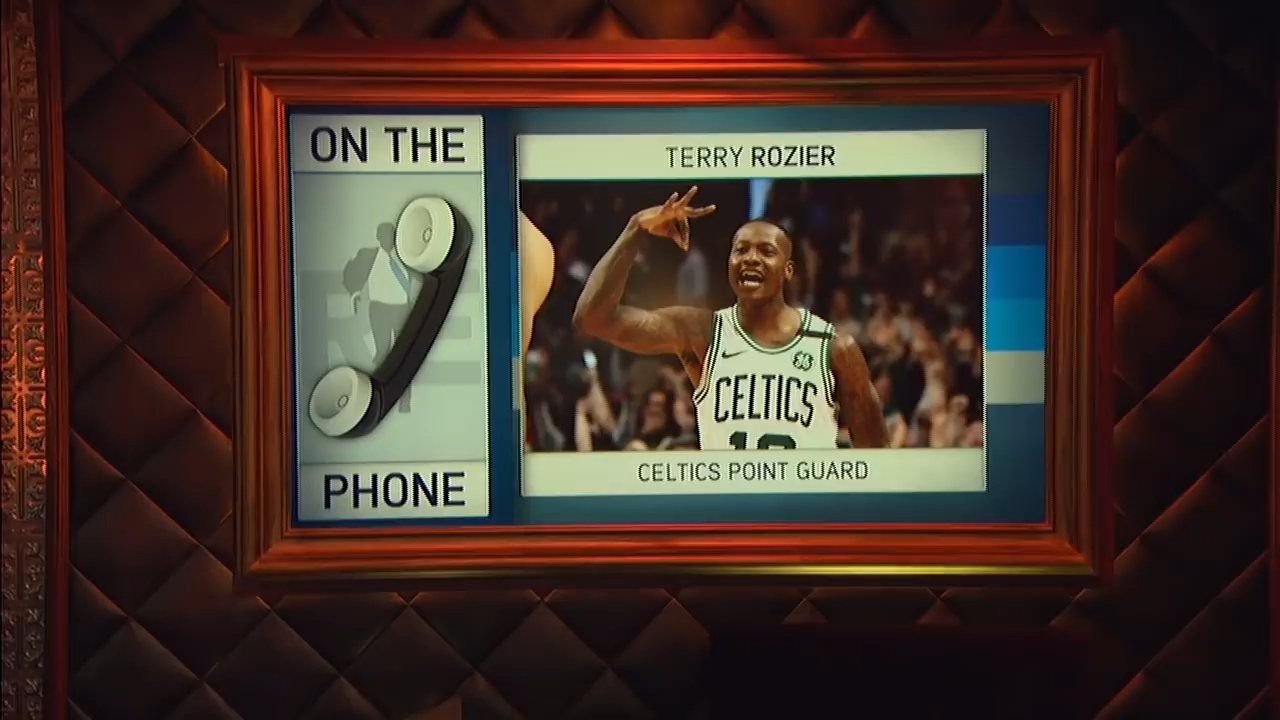 ON THE
PHONE
TERRY ROZIER
CELTICS
CELTICS POINT GUARD